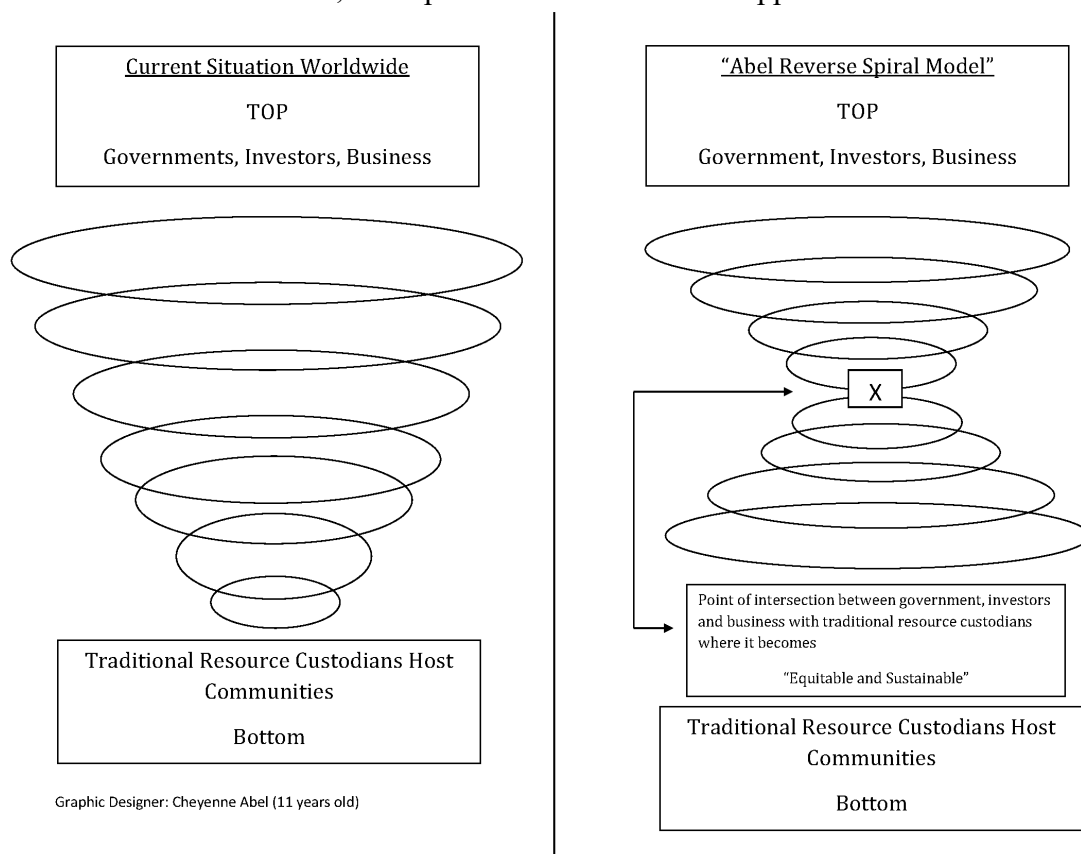 Current Situation Worldwide
TOP
Governments, Investors, Business
Traditional Resource Custodians Host
Communities
Bottom
Graphic Designer: Cheyenne Abel (11 years old)
“Abel Reverse Spiral Model”
TOP
Government, Investors, Business
X
Point of intersection between government, investors
and business with traditional resource custodians
where it becomes
“Equitable and Sustainable”
Traditional Resource Custodians Host
Communities
Bottom